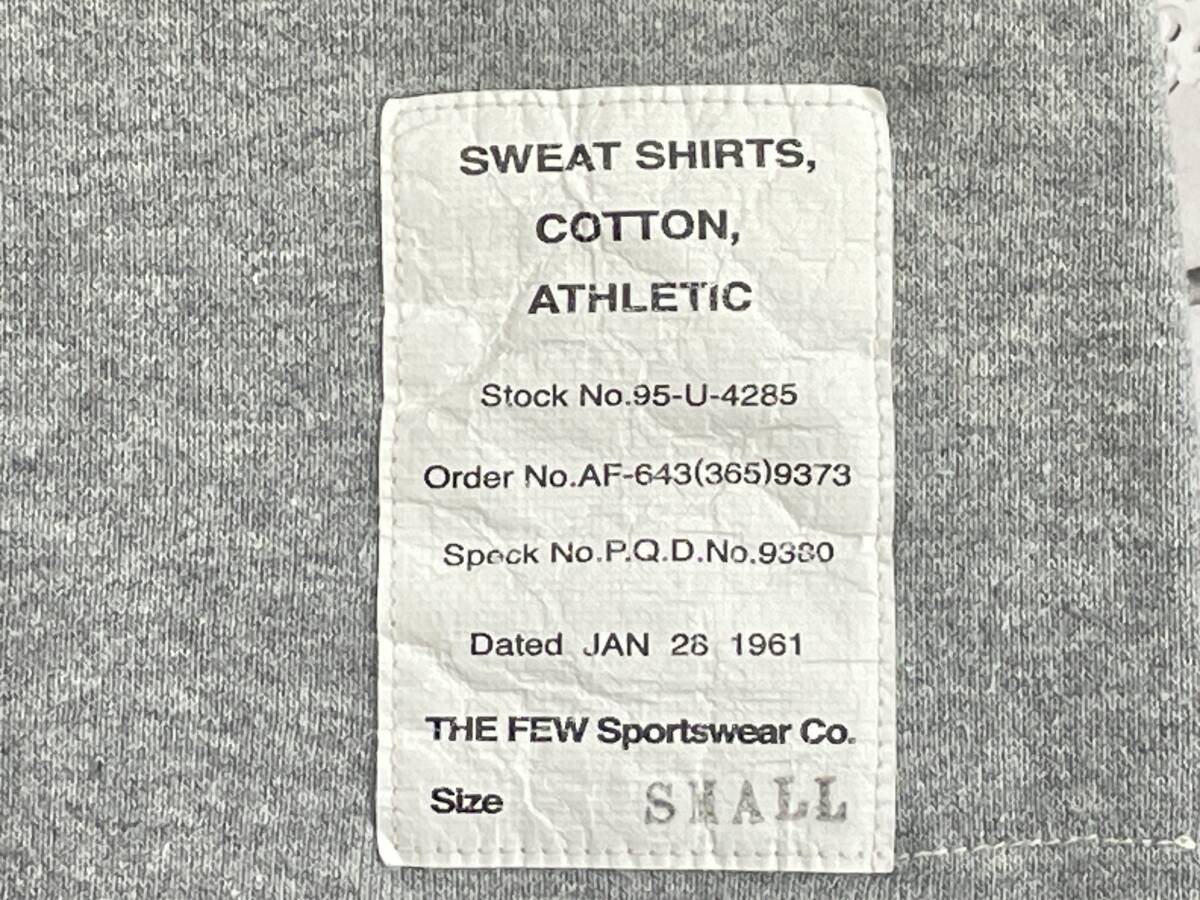 SWEAT SHIRTS,
COTTON,
ATHLETIC
Stock No.95-U-4285
Order No.AF-643(365)9373
Speck No.P.Q.D.No.9380
Dated JAN 28 1961
THE FEW Sportswear Co.
Size SMALL